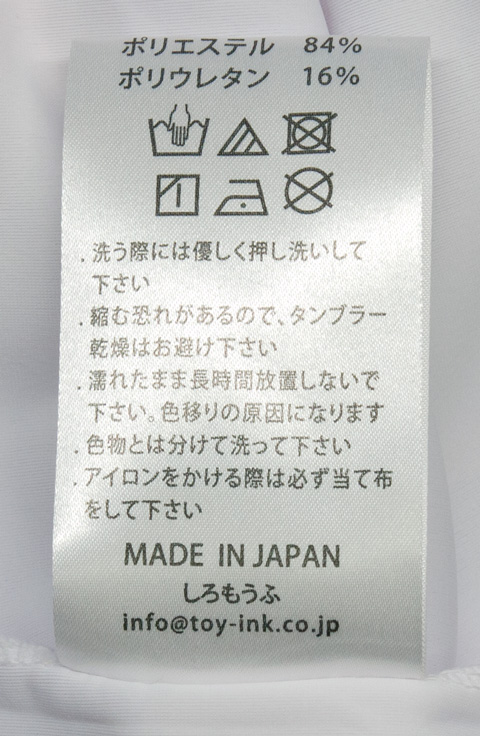 ポリエステル 84%
ポリウレタン 16%
.洗う際には優しく押し洗いして
下さい
.縮む恐れがあるので､タンブラー
乾燥はお避け下さい
.濡れたまま長時間放置しないで
下さい。色移りの原因になります
.色物とは分けて洗って下さい
.アイロンをかける際は必ず当て布
をして下さい
MADE IN JAPAN
しろもうふ
info@toy-ink.co.jp